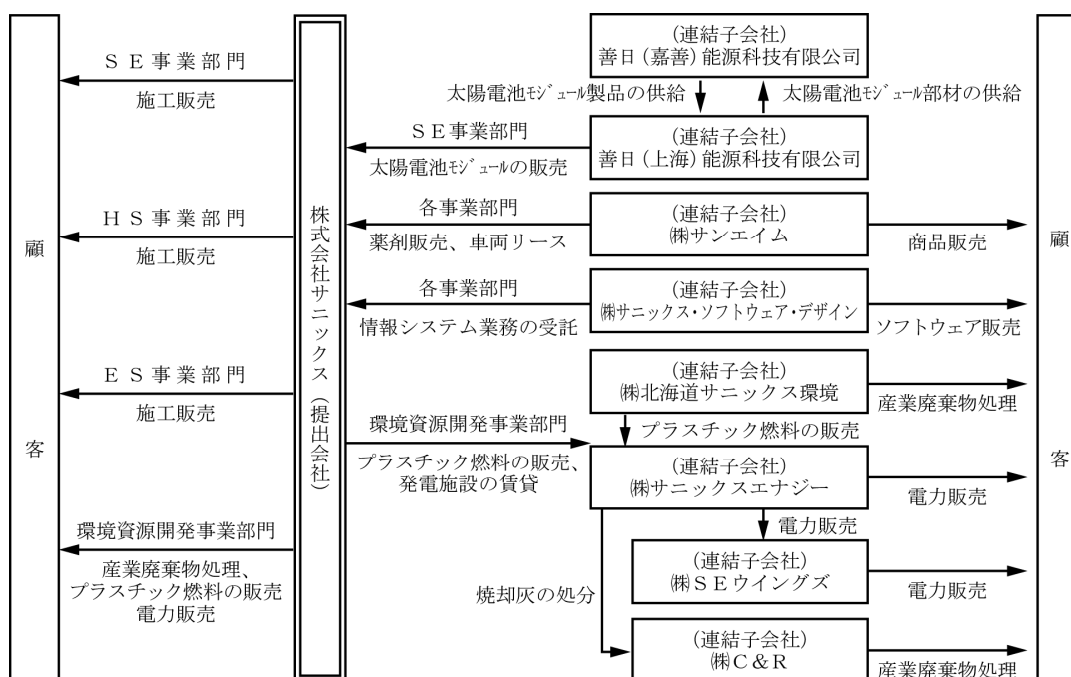 顧客
ＳＥ事業部門
施工販売
ＨＳ事業部門
施工販売
ＥＳ事業部門
施工販売
環境資源開発事業部門
産業廃棄物処理、
プラスチック燃料の販売
電力販売
株式会社サニックス（提出会社）
(連結子会社)
善日(嘉善)能源科技有限公司
太陽電池ﾓｼﾞｭｰﾙ製品の供給
太陽電池ﾓｼﾞｭｰﾙ部材の供給
ＳＥ事業部門
太陽電池ﾓｼﾞｭｰﾙの販売
(連結子会社)
善日(上海)能源科技有限公司
各事業部門
薬剤販売、車両リース
(連結子会社)
㈱サンエイム
商品販売
各事業部門
情報システム業務の受託
(連結子会社)
㈱サニックス・ソフトウェア・デザイン
ソフトウェア販売
(連結子会社)
㈱北海道サニックス環境
産業廃棄物処理
プラスチック燃料の販売
環境資源開発事業部門
プラスチック燃料の販売、
発電施設の賃貸
(連結子会社)
㈱サニックスエナジー
電力販売
電力販売
(連結子会社)
㈱ＳＥウイングズ
電力販売
焼却灰の処分
(連結子会社)
㈱Ｃ＆Ｒ
産業廃棄物処理
顧客